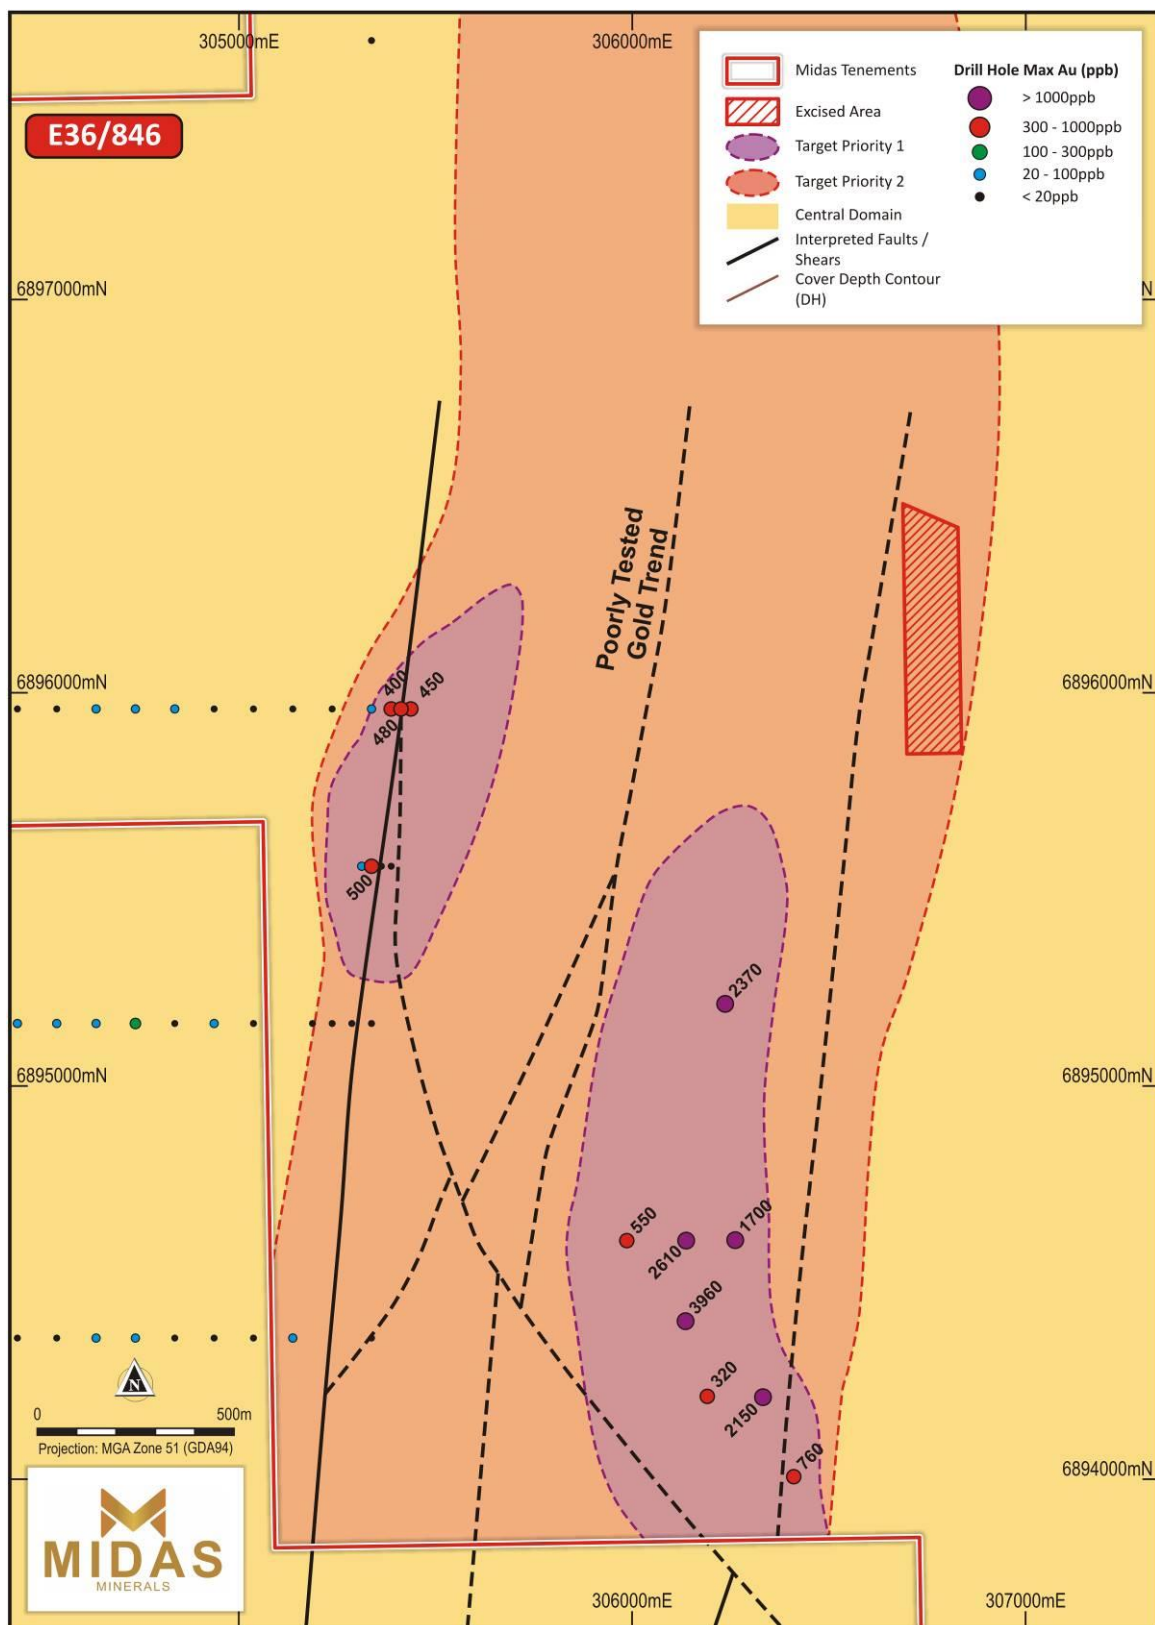 305000mE
306000mE
E36/846
Midas Tenements
Excised Area
Target Priority 1
Target Priority 2
Central Domain
Interpreted Faults /
Shears
Cover Depth Contour
(DH)
Drill Hole Max Au (ppb)
> 1000ppb
300 - 1000ppb
100 - 300ppb
20 - 100ppb
< 20ppb
6897000mN
N
Poorly Tested
Gold Trend
6896000mN
6896000mN
400
450
480
500
2370
6895000mN
6895000mN
550
2610
1700
3960
320
2150
760
N
0
500m
Projection: MGA Zone 51 (GDA94)
6894000mN
MIDAS
MINERALS
306000mE
307000mE